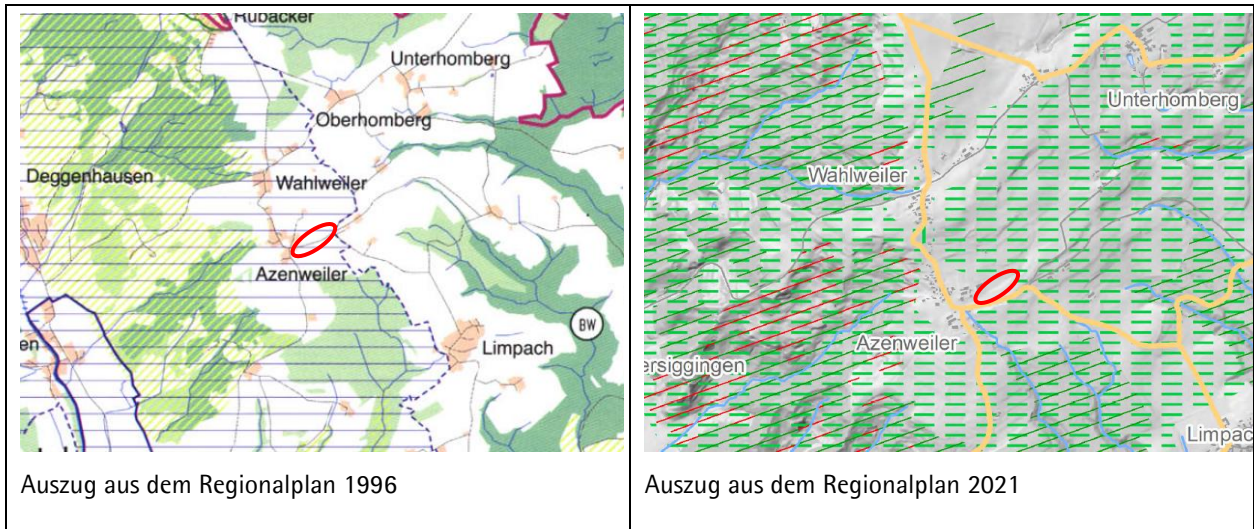 Rubacker
Unterhomberg
Oberhomberg
Deggenhausen
Wahlweiler
Azenweiler
en
BW
Limpach
Auszug aus dem Regionalplan 1996
Unterhomberg
Wahlweiler
Azenweiler
ersiggingen
Limpac
Auszug aus dem Regionalplan 2021